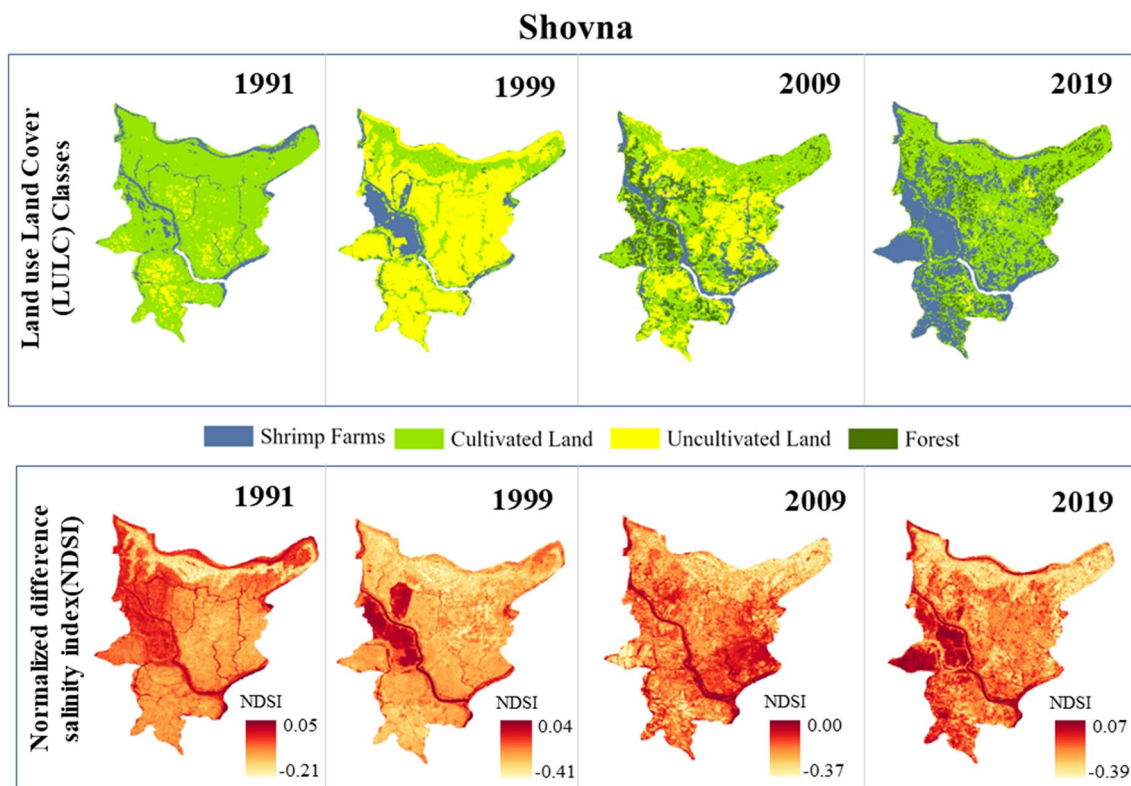 Shovna
Land use Land Cover
(LULC) Classes
1991
1999
2009
2019
Shrimp Farms
Cultivated Land
Uncultivated Land
Forest
Normalized difference
salinity index(NDSI)
1991
1999
2009
2019
NDSI
0.05
-0.21
NDSI
0.04
-0.41
NDSI
0.00
-0.37
NDSI
0.07
-0.39